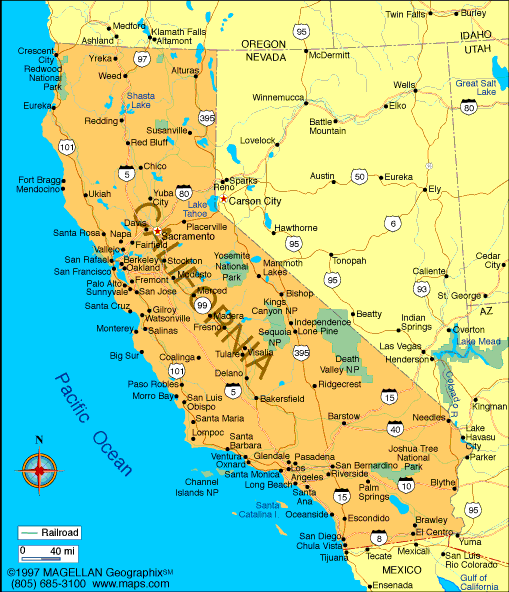 Medford
Ashland
Klamath Falls
Altamont
Twin Falls
Burley
Crescent
City
Redwood
National
Park
Yreka
97
Weed
Alturas
OREGON
NEVADA
95
McDermitt
IDAHO
UTAH
Eureka
Shasta
Lake
Redding
Susanville
395
Winnemucca
Wells
Elko
Battle
Mountain
Great Salt
Lake
80
101
Red Bluff
Lovelock
5
Chico
Fort Bragg
Mendocino
Ukiah
Yuba
City
80
Sparks
Reno
Lake
Tahoe
Carson City
Austin
50
Eureka
Ely
Placerville
Davis
Sacramento
Santa Rosa
Napa
Fairfield
Vallejo
Hawthorne
95
6
San Rafael
Berkeley
Stockton
San Francisco
Oakland
Yosemite
National
Park
Mammoth
Lakes
Tonopah
95
Cedar
City
Caliente
93
St. George
AZ
Palo Alto
Fremont
Modesto
Sunnyvale
San Jose
Merced
Bishop
Santa Cruz
Gilroy
99
Kings
Canyon NP
Watsonville
Madera
Monterey
Salinas
Fresno
Sequoia
NP
Independence
Lone Pine
Beatty
Indian
Springs
Overton
Lake Mead
Las Vegas
Henderson
CALIFORNIA
Big Sur
Coalinga
Tulare
Visalia
395
Death
Valley NP
101
Delano
Paso Robles
5
Ridgecrest
15
Colorado R.
Kingman
Morro Bay
San Luis
Obispo
Bakersfield
Pacific Ocean
Santa Maria
Barstow
40
Needles
Lompoc
Lake
Havasu
City
Santa
Barbara
Joshua Tree
National
Park
Parker
Ventura
Oxnard
Glendale
Pasadena
San Bernardino
Santa Monica
Los
Angeles
Riverside
10
N
Channel
Islands NP
Long Beach
Santa
Ana
Palm
Springs
Blythe
15
95
Santa
Catalina I
Oceanside
Escondido
Brawley
El Centro
8
Yuma
San Diego
Chula Vista
Tijuana
Tecate
Mexicali
San Luis
Rio Colorado
MEXICO
Ensenada
Gulf of
California
Railroad
0 40 mi
©1997 MAGELLAN Geographix℠
(805) 685-3100 www.maps.com